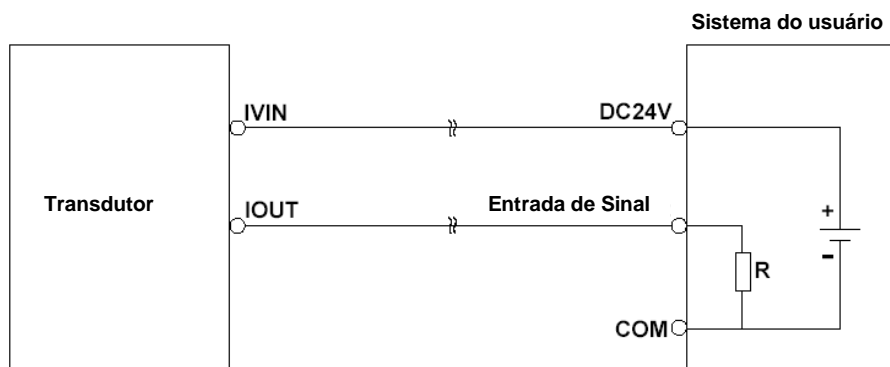 Sistema do usuário
IVIN
DC24V
Transdutor
IOUT
Entrada de Sinal
+
-
R
COM